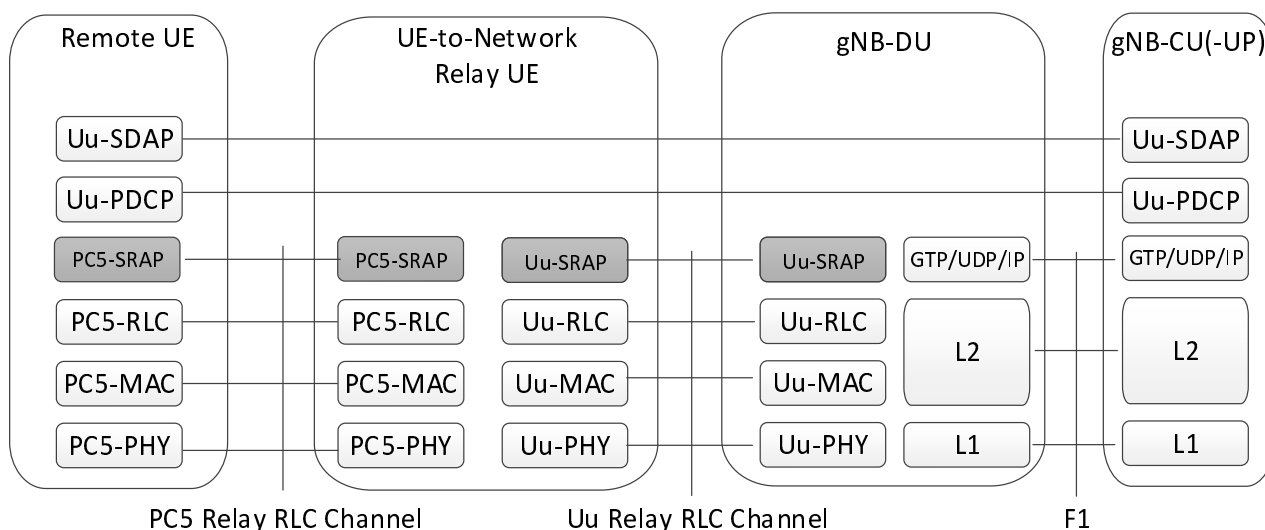 Remote UE
UE-to-Network
Relay UE
gNB-DU
gNB-CU(-UP)
Uu-SDAP
Uu-SDAP
Uu-PDCP
Uu-PDCP
PC5-SRAP
PC5-SRAP
Uu-SRAP
Uu-SRAP
GTP/UDP/IP
GTP/UDP/IP
PC5-RLC
PC5-RLC
Uu-RLC
Uu-RLC
L2
L2
PC5-MAC
PC5-MAC
Uu-MAC
Uu-MAC
PC5-PHY
PC5-PHY
Uu-PHY
Uu-PHY
L1
L1
PC5 Relay RLC Channel
Uu Relay RLC Channel
F1